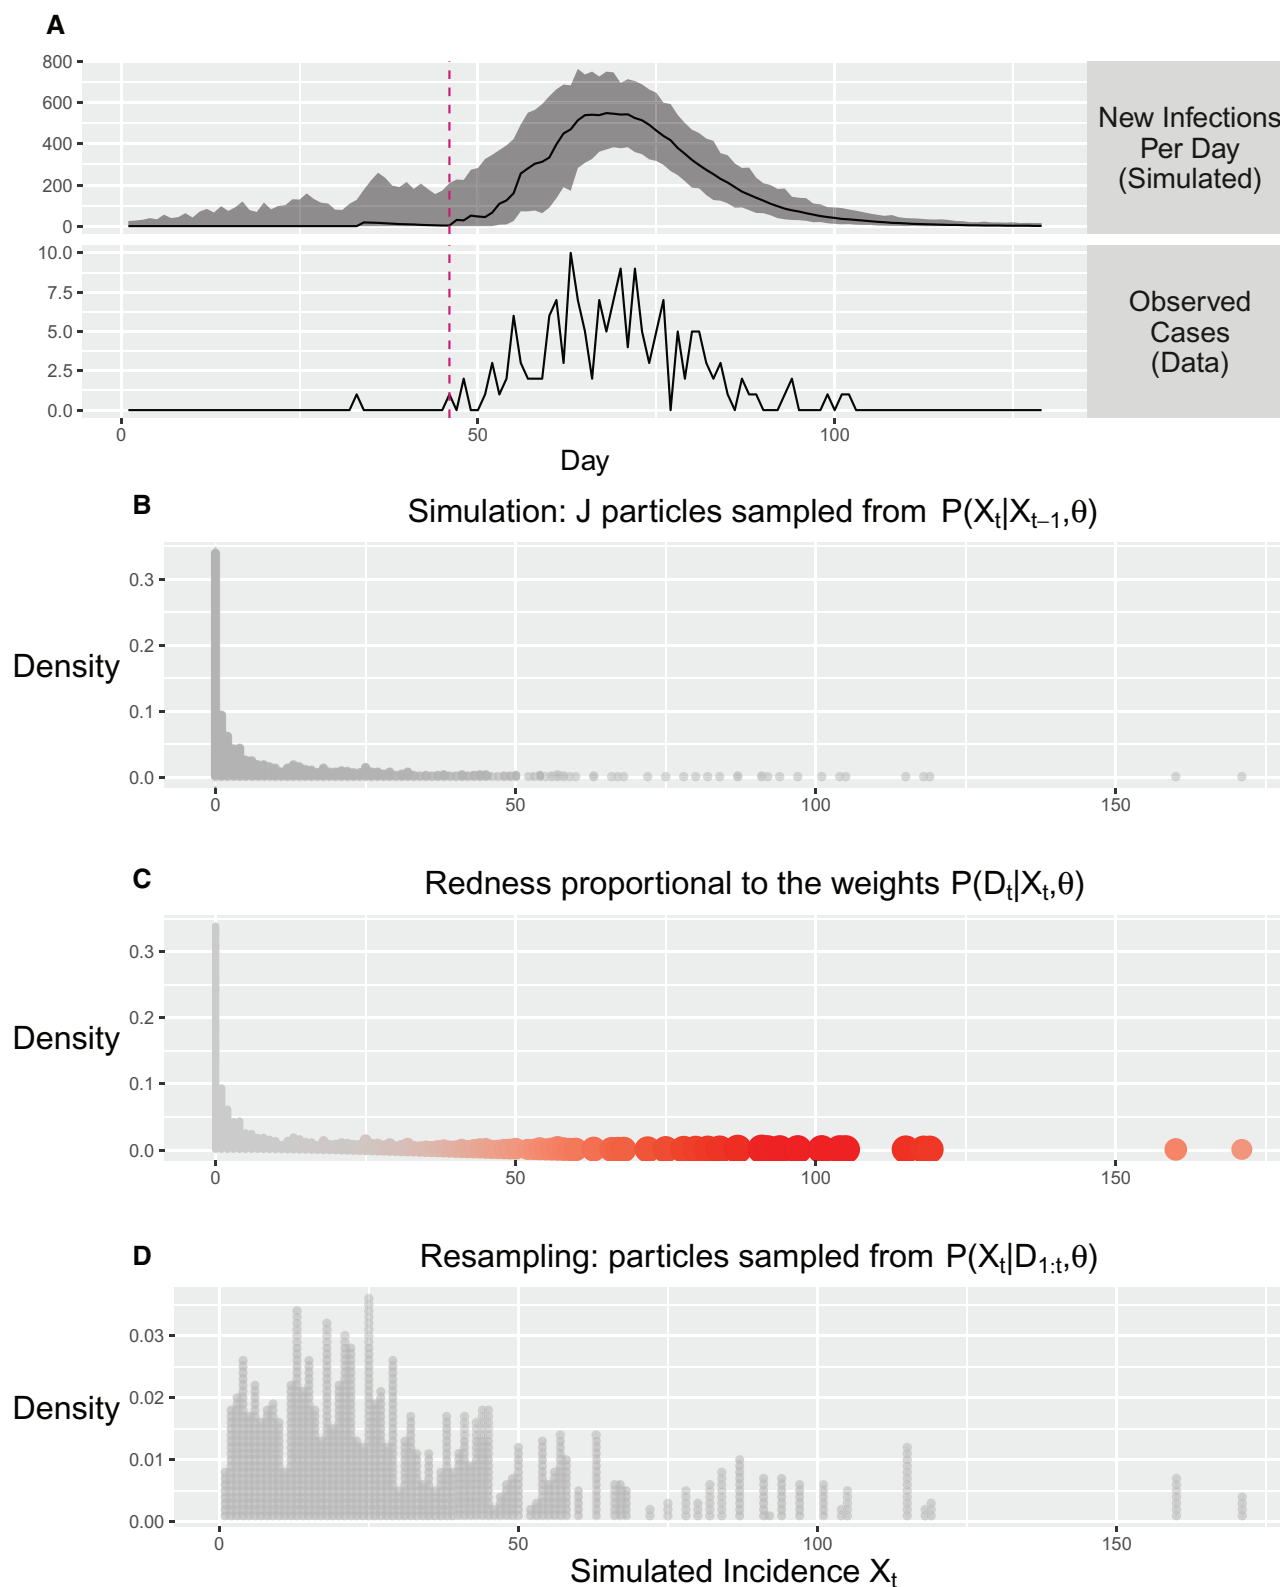 A
800
600
400
200
0
New Infections
Per Day
(Simulated)
10.0
7.5
5.0
2.5
0.0
Observed
Cases
(Data)
0 50 100
Day
B
Simulation: J particles sampled from P(Xt|Xt–1,θ)
0.3
0.2
0.1
0.0
Density
0 50 100 150
C
Redness proportional to the weights P(Dt|Xt,θ)
0.3
0.2
0.1
0.0
Density
0 50 100 150
D
Resampling: particles sampled from P(Xt|D1:t,θ)
0.03
0.02
0.01
0.00
Density
0 50 100 150
Simulated Incidence Xt